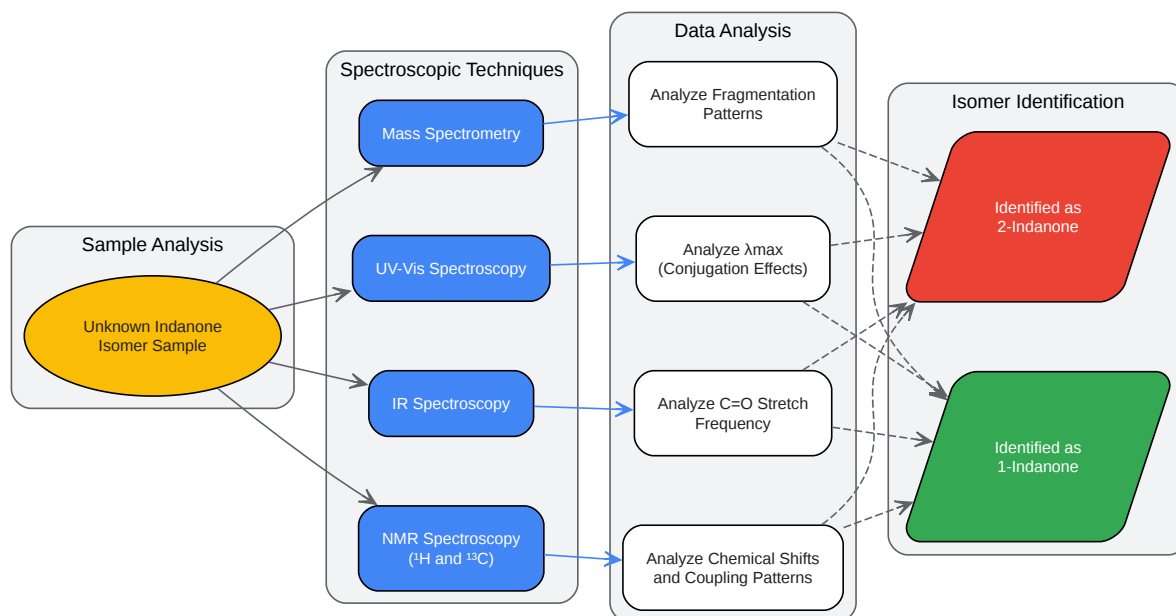 Sample Analysis
Unknown Indanone
Isomer Sample
Spectroscopic Techniques
Mass Spectrometry
UV-Vis Spectroscopy
IR Spectroscopy
NMR Spectroscopy
(¹H and ¹³C)
Data Analysis
Analyze Fragmentation
Patterns
Analyze λmax
(Conjugation Effects)
Analyze C=O Stretch
Frequency
Analyze Chemical Shifts
and Coupling Patterns
Isomer Identification
Identified as
2-Indanone
Identified as
1-Indanone